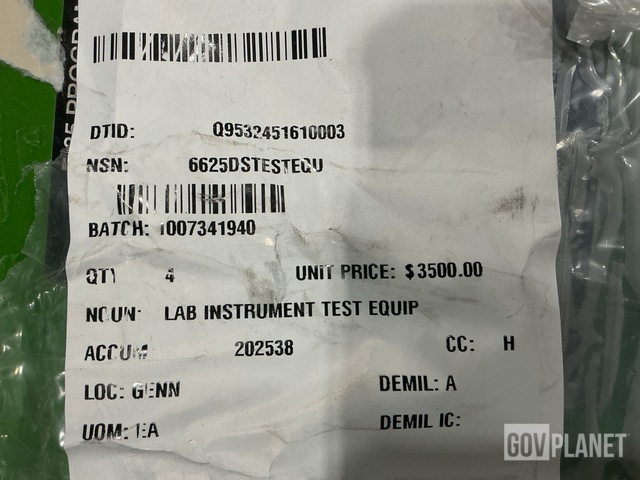 DTID: Q9532451610003
NSN: 6625DSTESTEQU
BATCH: 1007341940
QTY 4 UNIT PRICE: $3500.00
NOUN: LAB INSTRUMENT TEST EQUIP
ACCUM 202538 CC: H
LOC: GENN DEMIL: A
UOM: EA DEMIL IC:
GOVPLANET